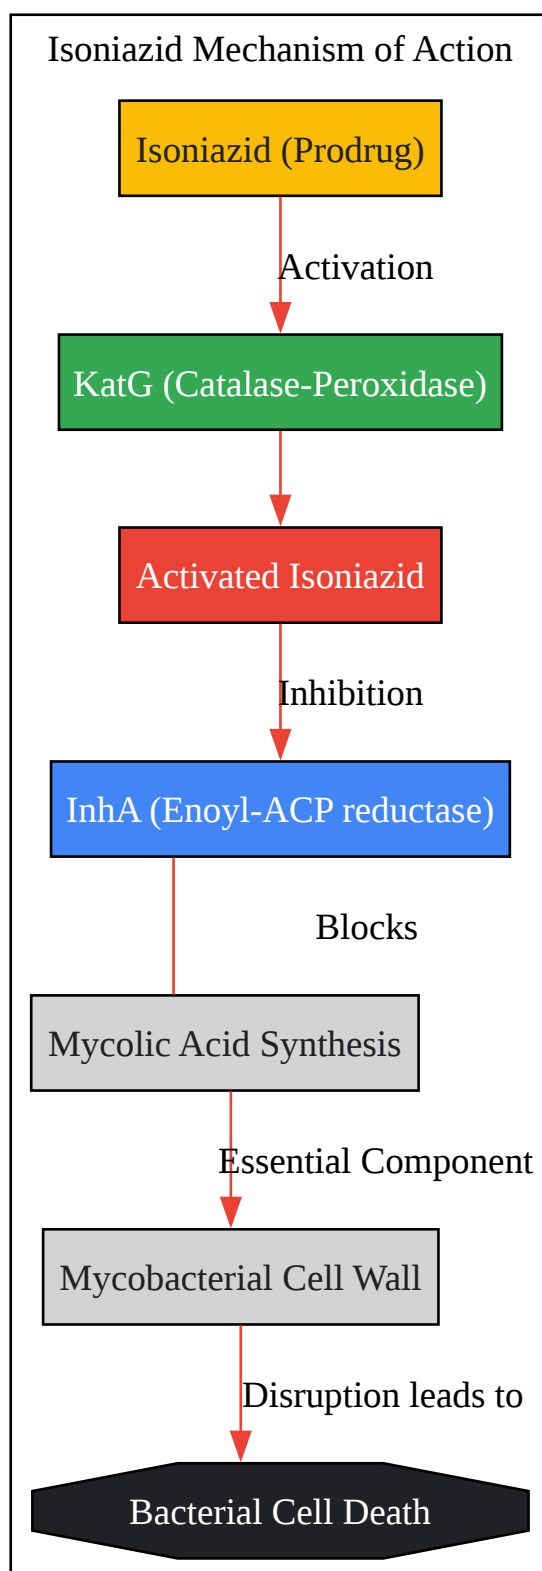 Isoniazid Mechanism of Action
Isoniazid (Prodrug)
Activation
KatG (Catalase-Peroxidase)
Activated Isoniazid
Inhibition
InhA (Enoyl-ACP reductase)
Blocks
Mycolic Acid Synthesis
Essential Component
Mycobacterial Cell Wall
Disruption leads to
Bacterial Cell Death